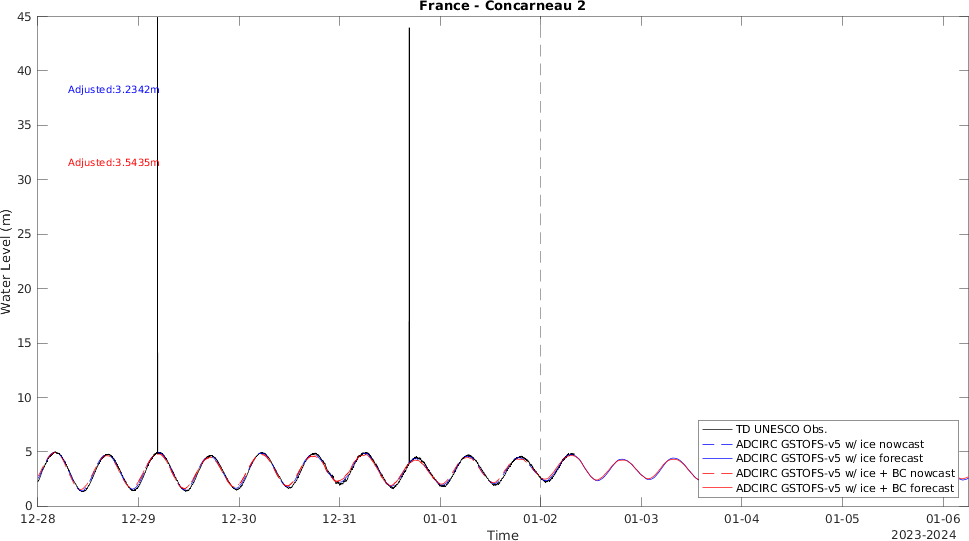 France - Concarneau 2
45
40
35
30
25
20
15
10
5
0
Water Level (m)
Adjusted:3.2342m
Adjusted:3.5435m
TD UNESCO Obs.
ADCIRC GSTOFS-v5 w/ ice nowcast
ADCIRC GSTOFS-v5 w/ ice forecast
ADCIRC GSTOFS-v5 w/ ice + BC nowcast
ADCIRC GSTOFS-v5 w/ ice + BC forecast
12-28 12-29 12-30 12-31 01-01 01-02 01-03 01-04 01-05 01-06
Time
2023-2024